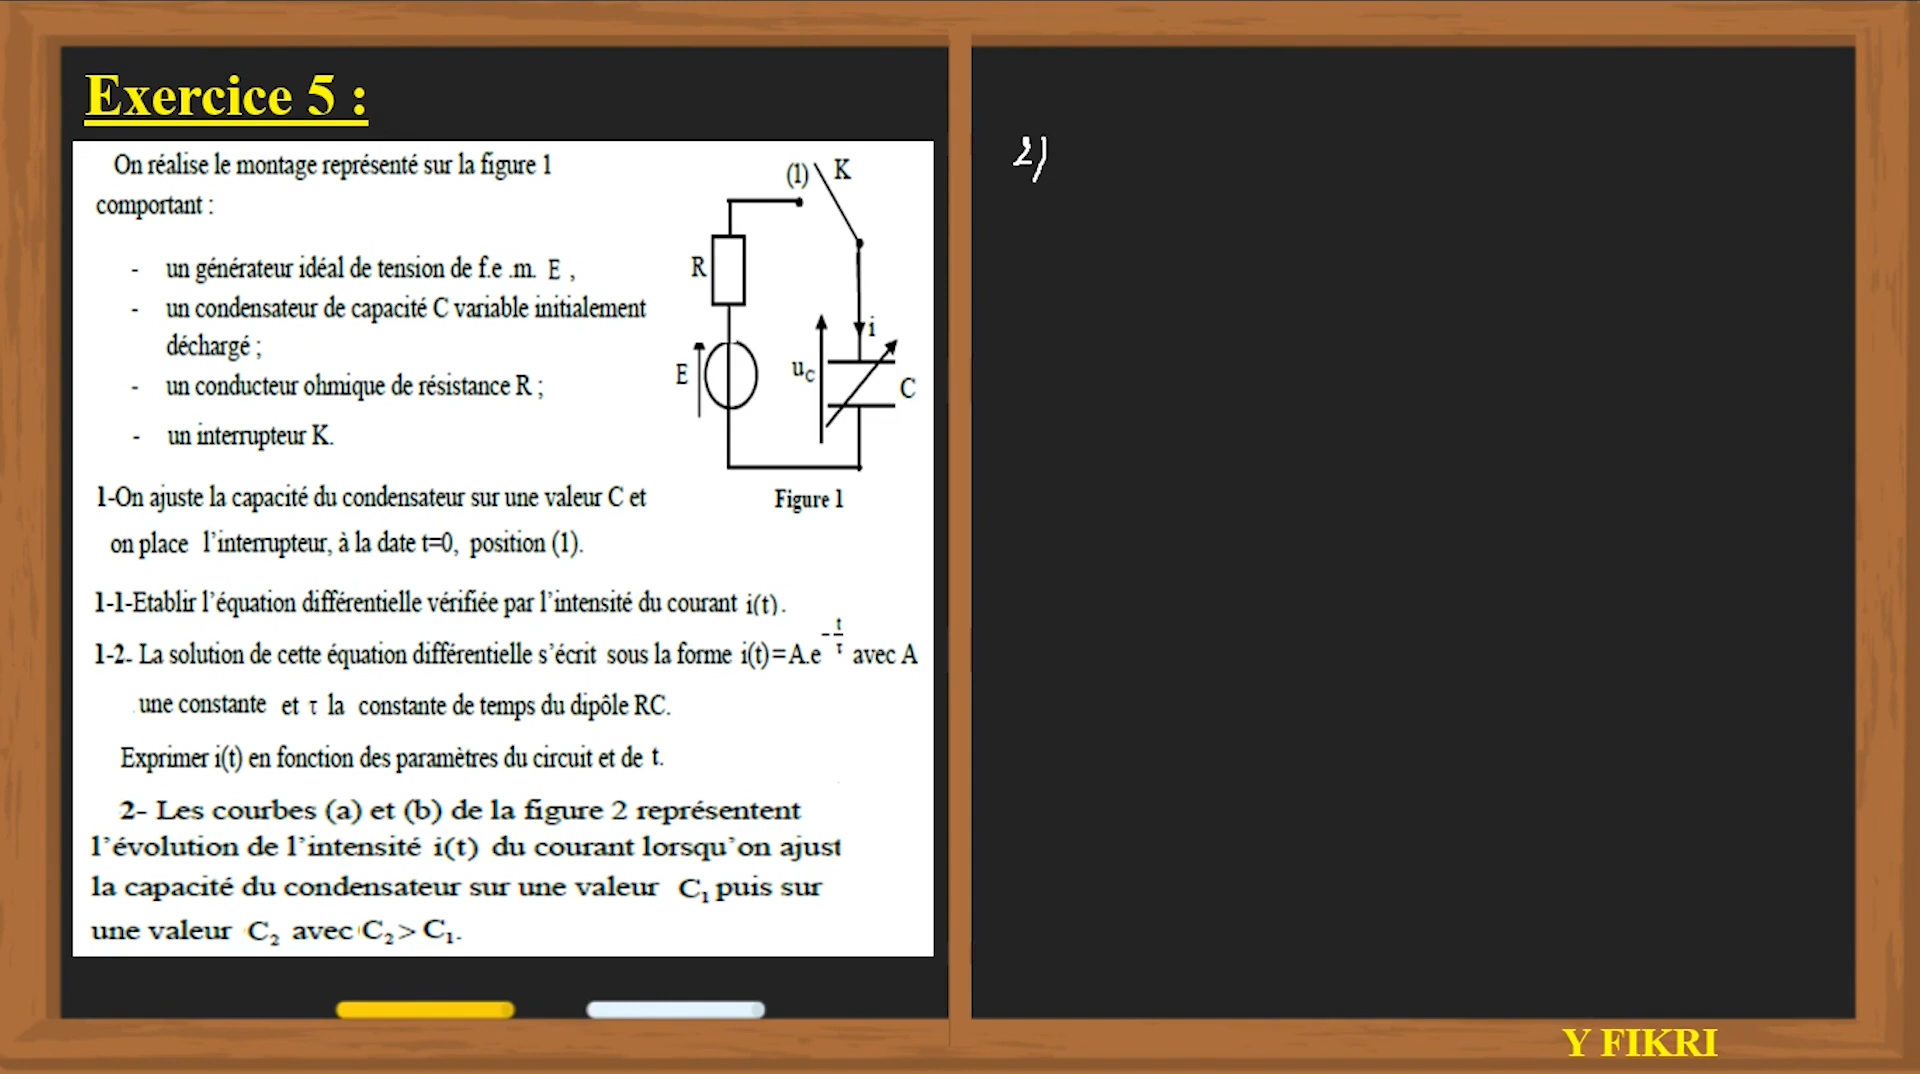 Exercice 5 :
On réalise le montage représenté sur la figure 1
comportant :
- un générateur idéal de tension de f.e .m. E ,
- un condensateur de capacité C variable initialement
déchargé ;
- un conducteur ohmique de résistance R ;
- un interrupteur K.
(1) K
R
i
E
uC
C
Figure 1
1-On ajuste la capacité du condensateur sur une valeur C et
on place l’interrupteur, à la date t=0, position (1).
1-1-Etablir l’équation différentielle vérifiée par l’intensité du courant i(t).
1-2- La solution de cette équation différentielle s’écrit sous la forme i(t)=A.e^(-t/τ) avec A
une constante et τ la constante de temps du dipôle RC.
Exprimer i(t) en fonction des paramètres du circuit et de t.
2- Les courbes (a) et (b) de la figure 2 représentent
l’évolution de l’intensité i(t) du courant lorsqu’on ajust
la capacité du condensateur sur une valeur C₁ puis sur
une valeur C₂ avec C₂> C₁.
2)
Y FIKRI